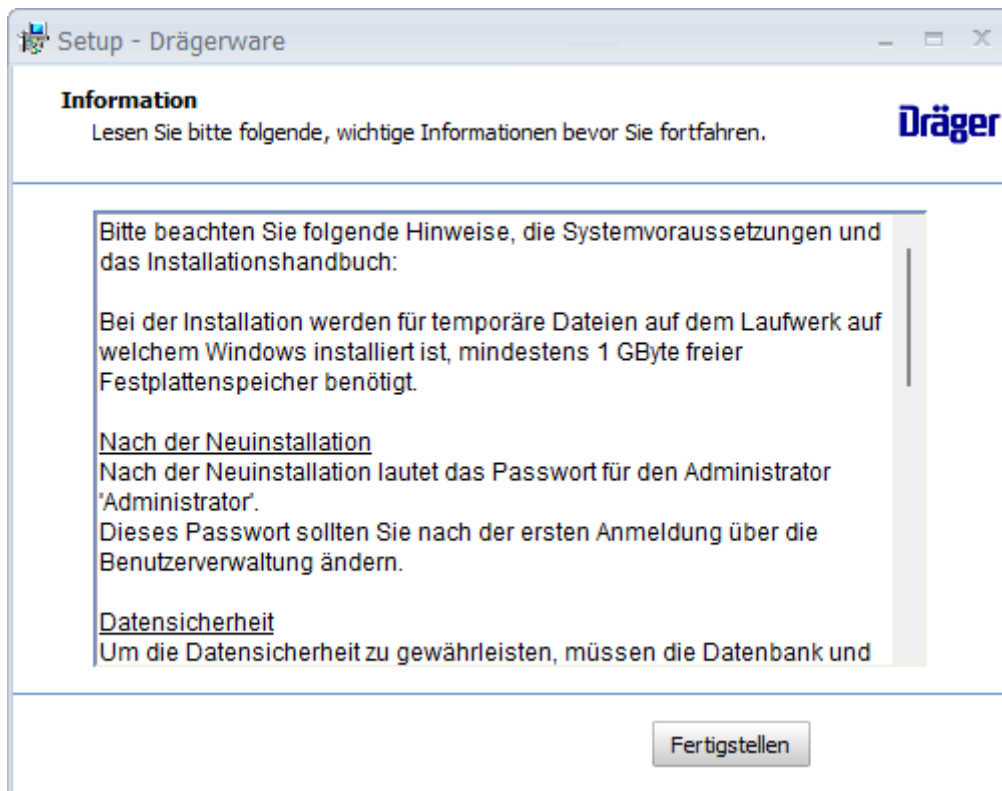 Setup - Drägerware
Information
Lesen Sie bitte folgende, wichtige Informationen bevor Sie fortfahren.
Dräger
Bitte beachten Sie folgende Hinweise, die Systemvoraussetzungen und
das Installationshandbuch:
Bei der Installation werden für temporäre Dateien auf dem Laufwerk auf
welchem Windows installiert ist, mindestens 1 GByte freier
Festplattenspeicher benötigt.
Nach der Neuinstallation
Nach der Neuinstallation lautet das Passwort für den Administrator
'Administrator'.
Dieses Passwort sollten Sie nach der ersten Anmeldung über die
Benutzerverwaltung ändern.
Datensicherheit
Um die Datensicherheit zu gewährleisten, müssen die Datenbank und
Fertigstellen